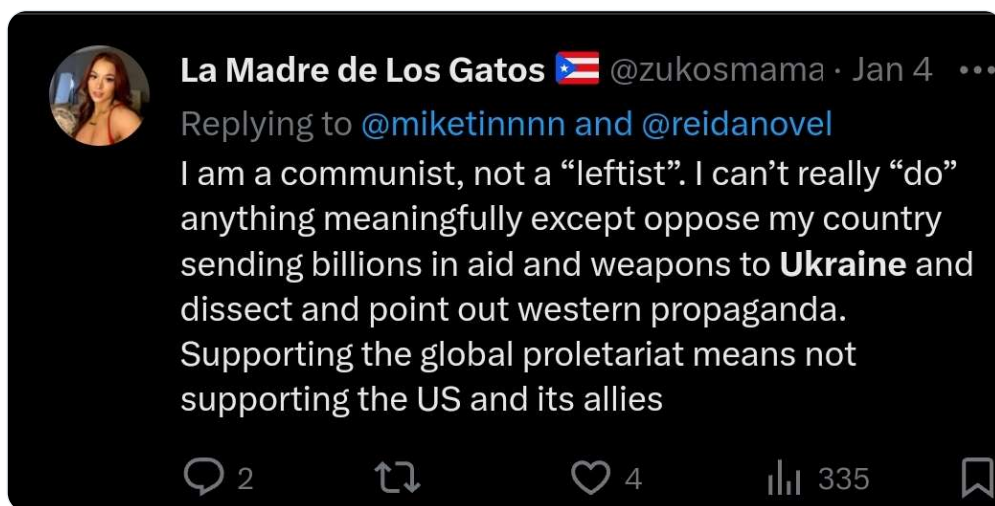 La Madre de Los Gatos 🇵🇷 @zukosmama · Jan 4 •••
Replying to @miketinnnn and @reidanovel
I am a communist, not a “leftist”. I can’t really “do”
anything meaningfully except oppose my country
sending billions in aid and weapons to Ukraine and
dissect and point out western propaganda.
Supporting the global proletariat means not
supporting the US and its allies
2 4 335